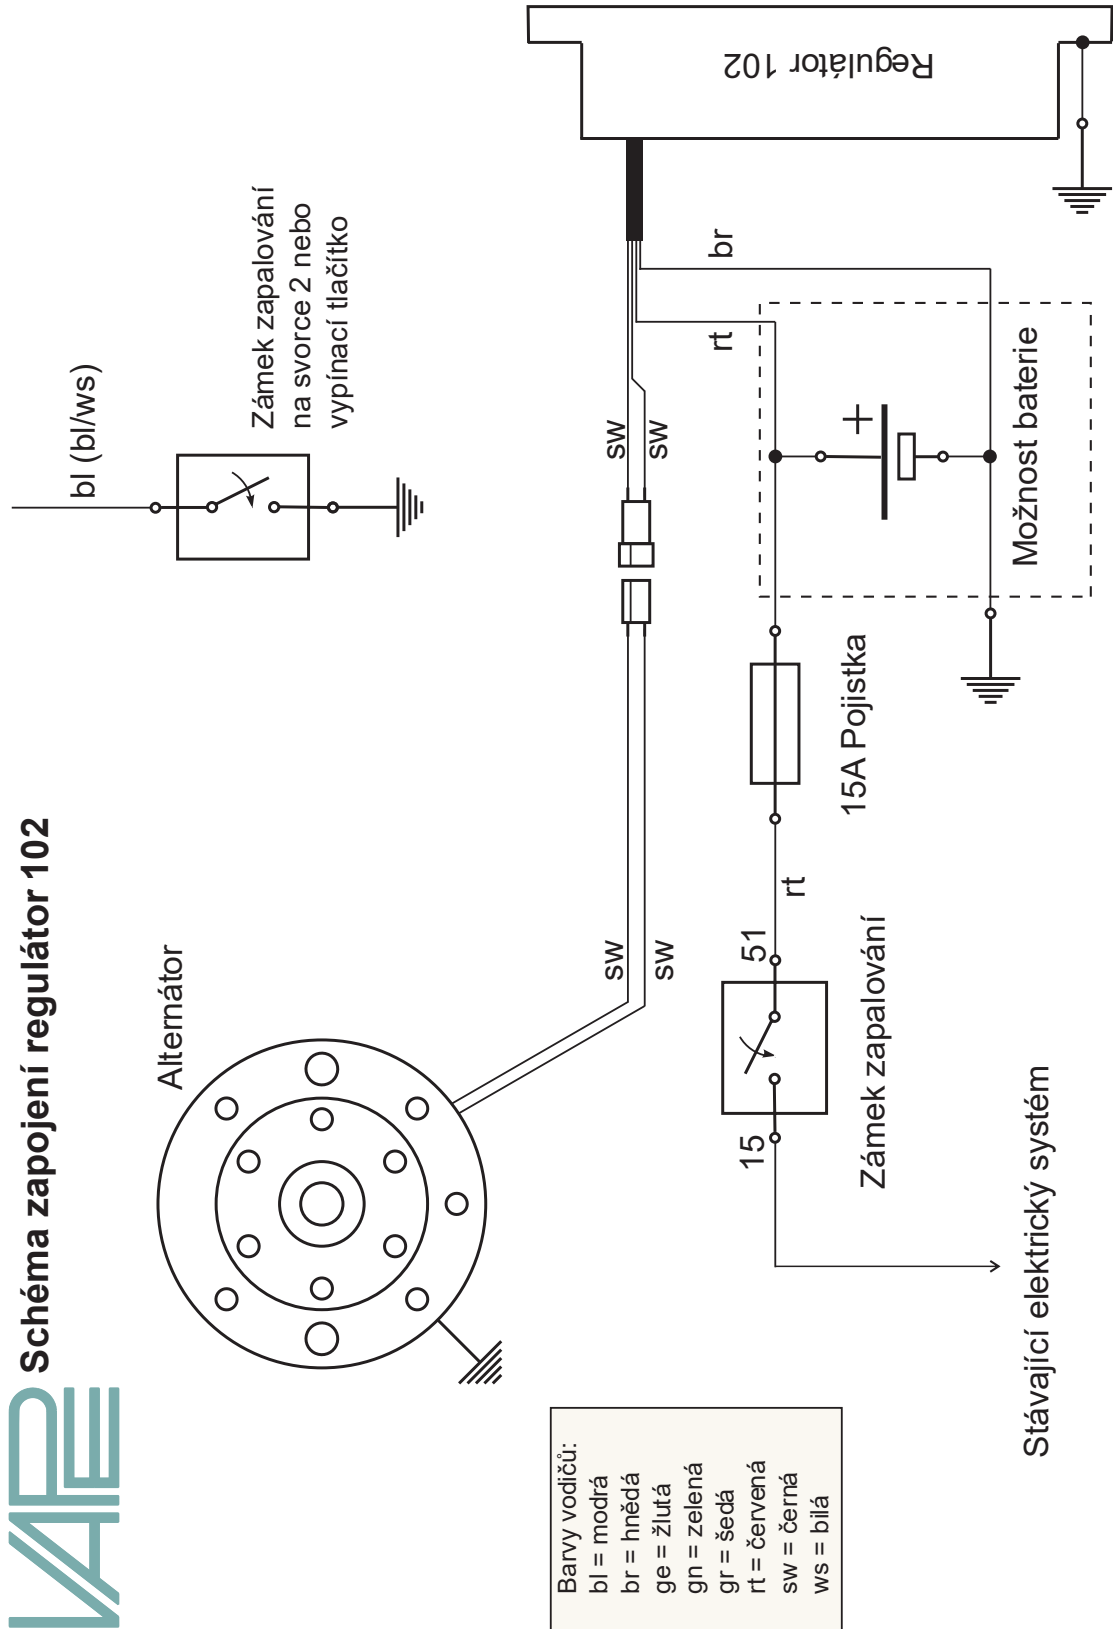 VAPE
Schéma zapojení regulátor 102
Alternátor
bl (bl/ws)
Zámek zapalování
na svorce 2 nebo
vypínací tlačítko
Regulátor 102
sw
sw
sw
sw
br
rt
Možnost baterie
+
15A Pojistka
rt
51
15
Zámek zapalování
Stávající elektrický systém
Barvy vodičů:
bl = modrá
br = hnědá
ge = žlutá
gn = zelená
gr = šedá
rt = červená
sw = černá
ws = bílá